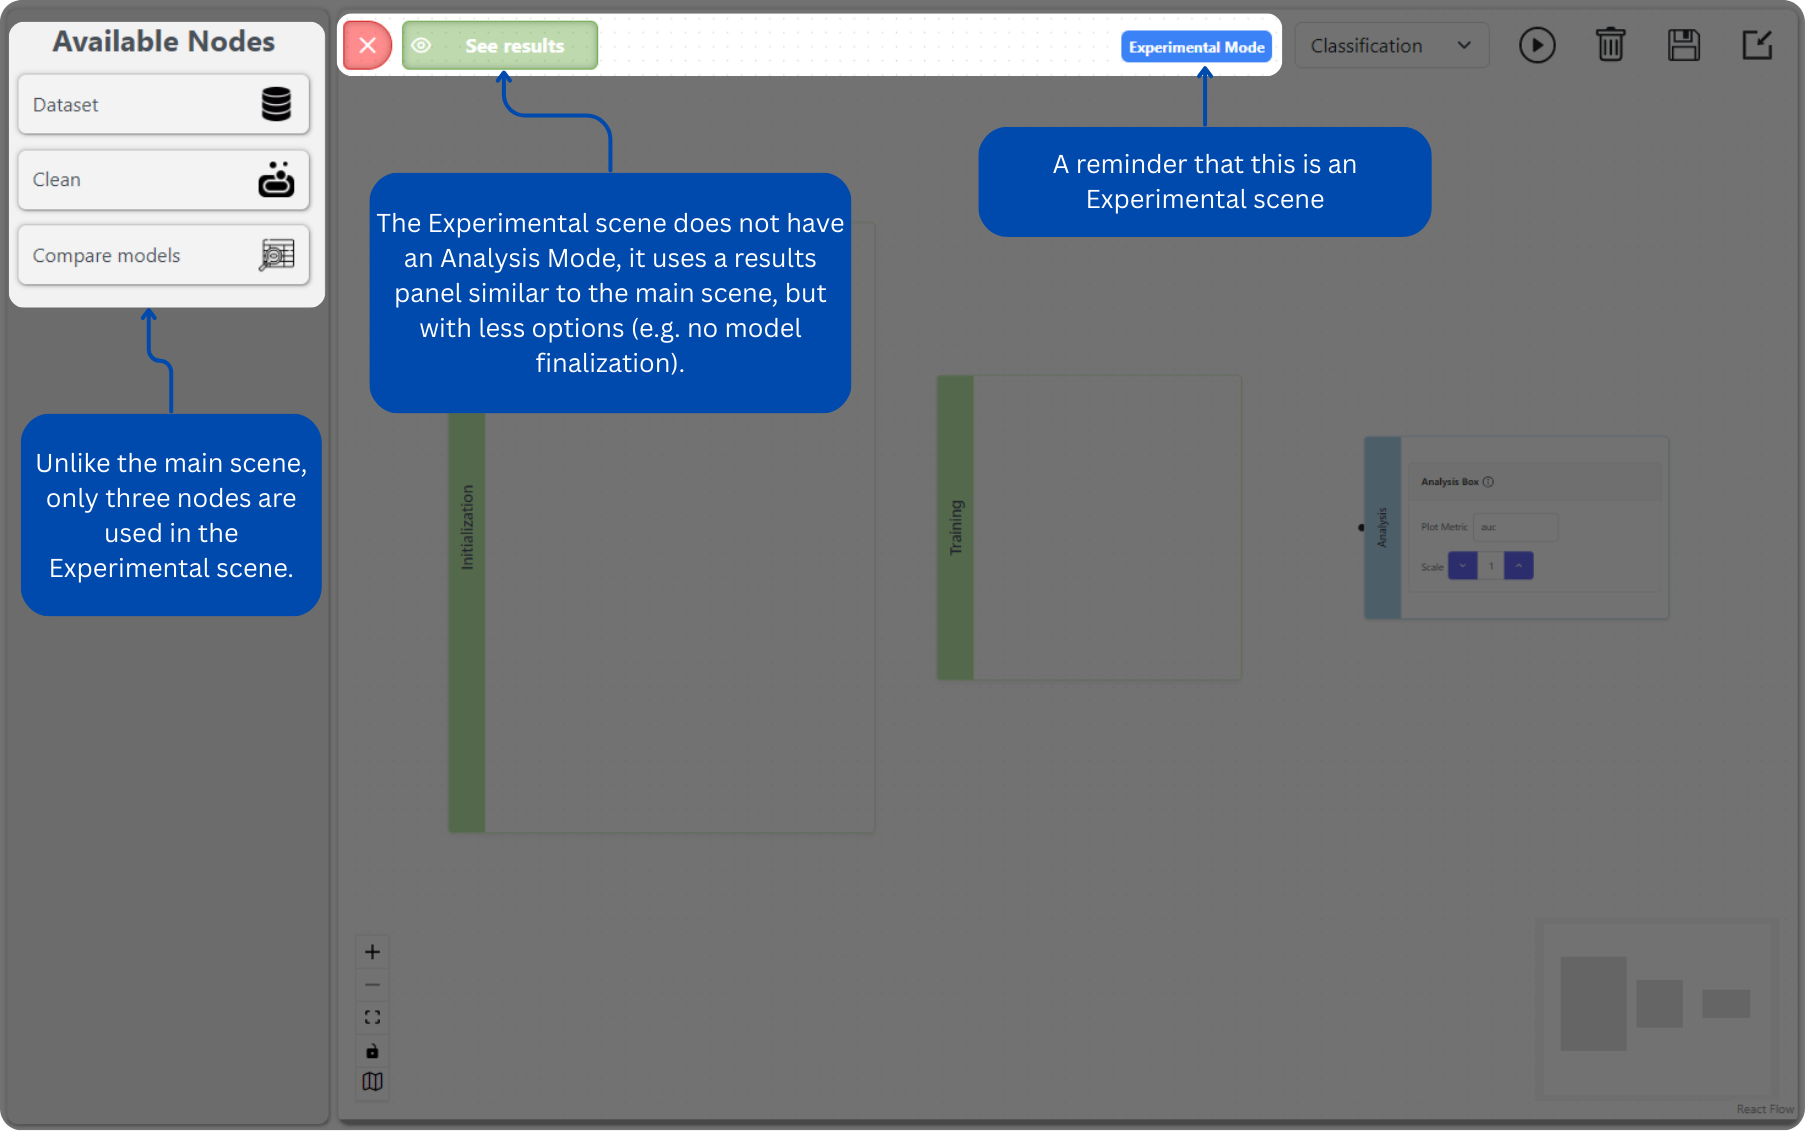 Available Nodes
Dataset
Clean
Compare models
See results
Experimental Mode
Classification
A reminder that this is an
Experimental scene
The Experimental scene does not have
an Analysis Mode, it uses a results
panel similar to the main scene, but
with less options (e.g. no model
finalization).
Unlike the main scene,
only three nodes are
used in the
Experimental scene.
Initialization
Training
Analysis
Analysis Box
Plot Metric auc
Scale 1
React Flow